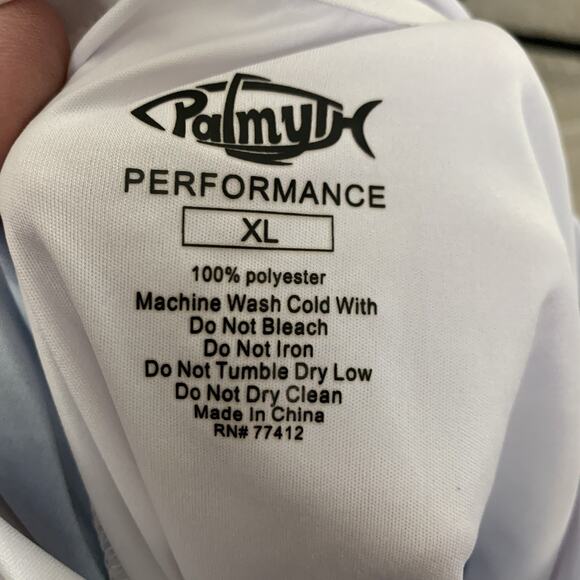 Palmyth
PERFORMANCE
XL
100% polyester
Machine Wash Cold With
Do Not Bleach
Do Not Iron
Do Not Tumble Dry Low
Do Not Dry Clean
Made In China
RN# 77412